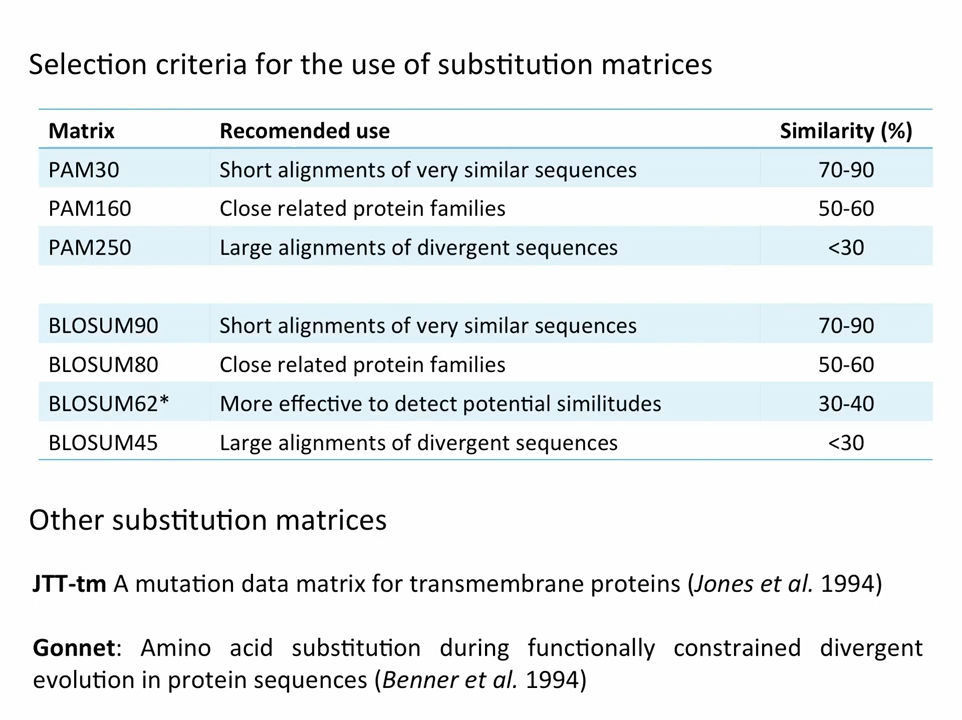 Selection criteria for the use of substitution matrices
Matrix Recomended use Similarity (%)
PAM30 Short alignments of very similar sequences 70-90
PAM160 Close related protein families 50-60
PAM250 Large alignments of divergent sequences <30
BLOSUM90 Short alignments of very similar sequences 70-90
BLOSUM80 Close related protein families 50-60
BLOSUM62* More effective to detect potential similitudes 30-40
BLOSUM45 Large alignments of divergent sequences <30
Other substitution matrices
JTT-tm A mutation data matrix for transmembrane proteins (Jones et al. 1994)
Gonnet: Amino acid substitution during functionally constrained divergent
evolution in protein sequences (Benner et al. 1994)